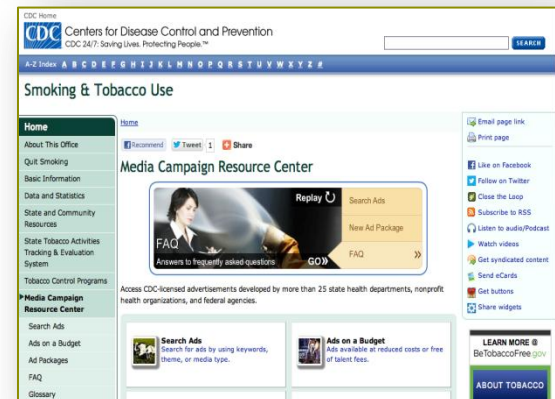 CDC Home
CDC
Centers for Disease Control and Prevention
CDC 24/7: Saving Lives. Protecting People.™
SEARCH
A-Z Index A B C D E F G H I J K L M N O P Q R S T U V W X Y Z #
Smoking & Tobacco Use
Home
About This Office
Quit Smoking
Basic Information
Data and Statistics
State and Community
Resources
State Tobacco Activities
Tracking & Evaluation
System
Tobacco Control Programs
Media Campaign
Resource Center
Search Ads
Ads on a Budget
Ad Packages
FAQ
Glossary
Home
Recommend
Tweet 1
Share
Media Campaign Resource Center
Replay
FAQ
Answers to frequently asked questions
GO»
Search Ads
New Ad Package
FAQ »
Access CDC-licensed advertisements developed by more than 25 state health departments, nonprofit
health organizations, and federal agencies.
Search Ads
Search for ads by using keywords,
theme, or media type.
Ads on a Budget
Ads available at reduced costs or free
of talent fees.
Email page link
Print page
Like on Facebook
Follow on Twitter
Close the Loop
Subscribe to RSS
Listen to audio/Podcast
Watch videos
Get syndicated content
Send eCards
Get buttons
Share widgets
LEARN MORE @
BeTobaccoFree.gov
ABOUT TOBACCO